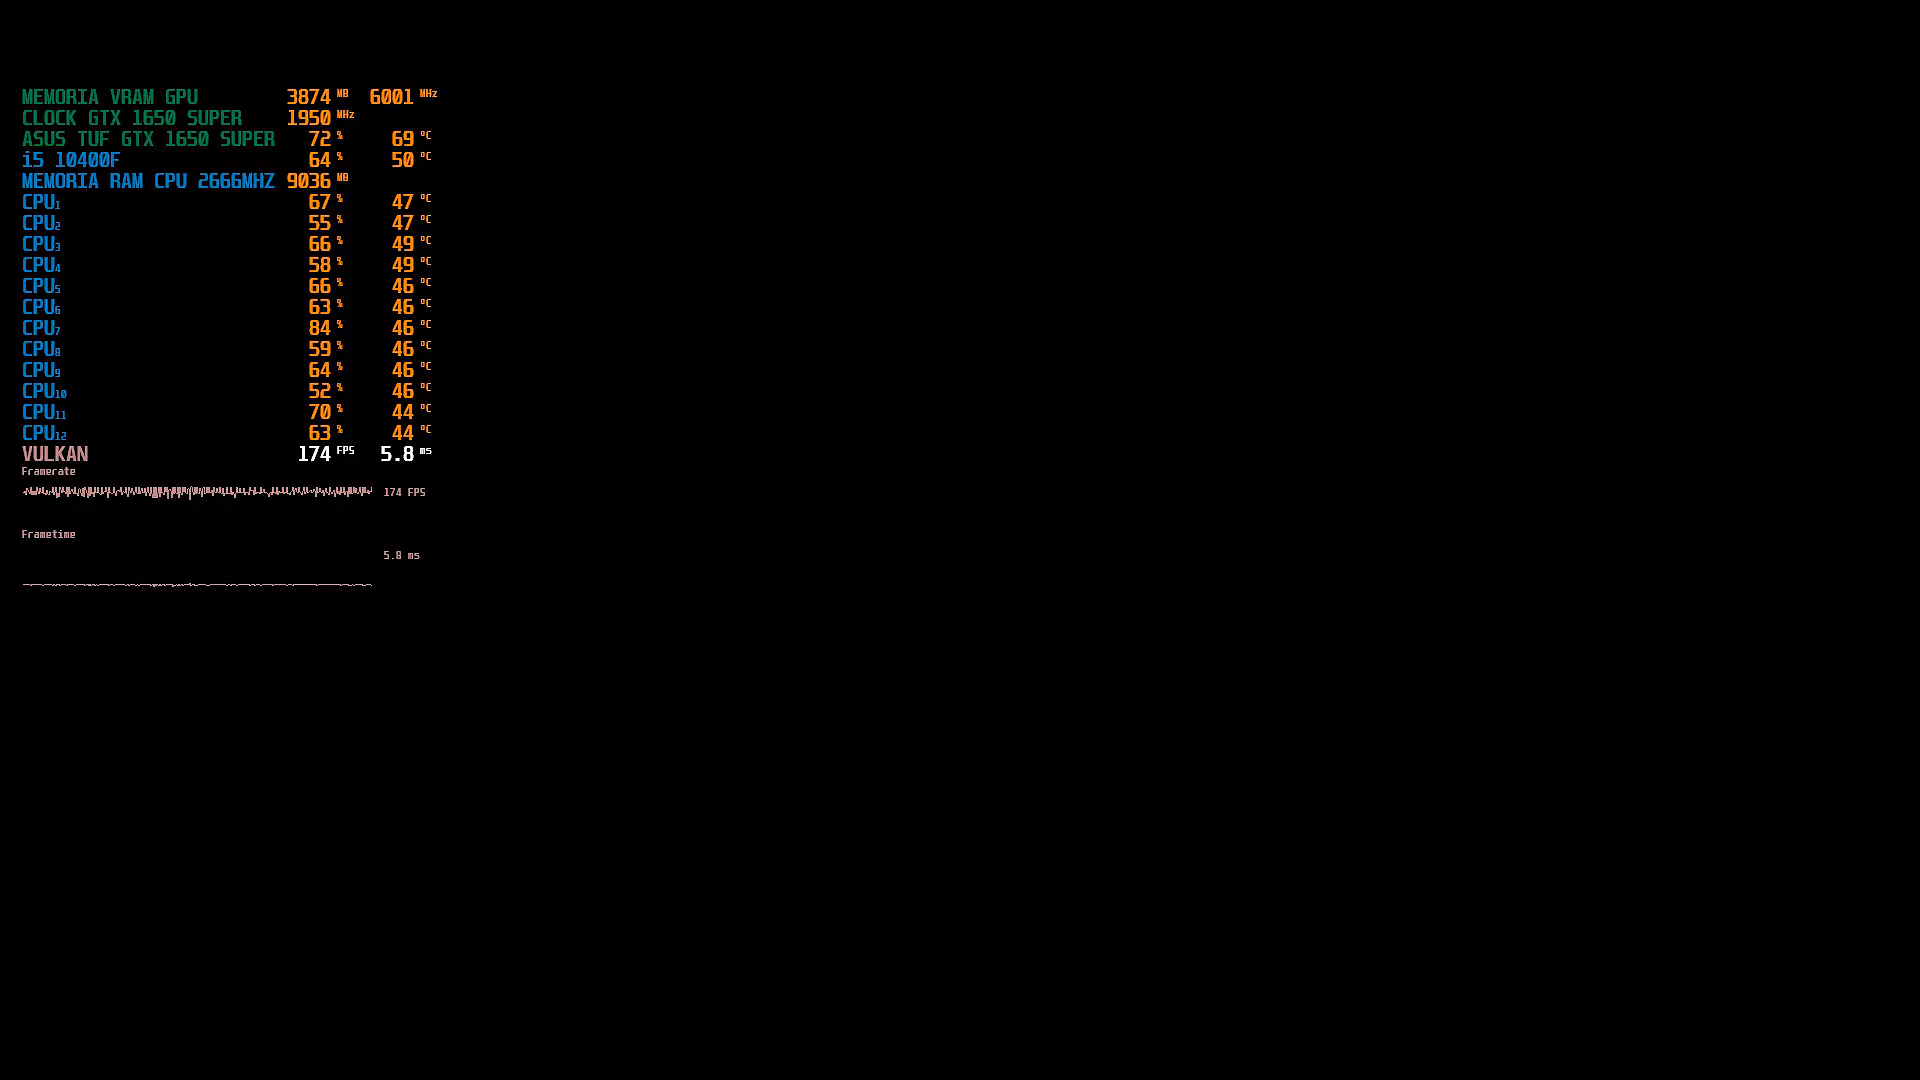 MEMORIA VRAM GPU 3874 MB 6001 MHz
CLOCK GTX 1650 SUPER 1950 MHz
ASUS TUF GTX 1650 SUPER 72 % 69 °C
i5 10400F 64 % 50 °C
MEMORIA RAM CPU 2666MHZ 9036 MB
CPU1 67 % 47 °C
CPU2 55 % 47 °C
CPU3 66 % 49 °C
CPU4 58 % 49 °C
CPU5 66 % 46 °C
CPU6 63 % 46 °C
CPU7 84 % 46 °C
CPU8 59 % 46 °C
CPU9 64 % 46 °C
CPU10 52 % 46 °C
CPU11 70 % 44 °C
CPU12 63 % 44 °C
VULKAN 174 FPS 5.8 ms
Framerate
174 FPS
Frametime
5.8 ms